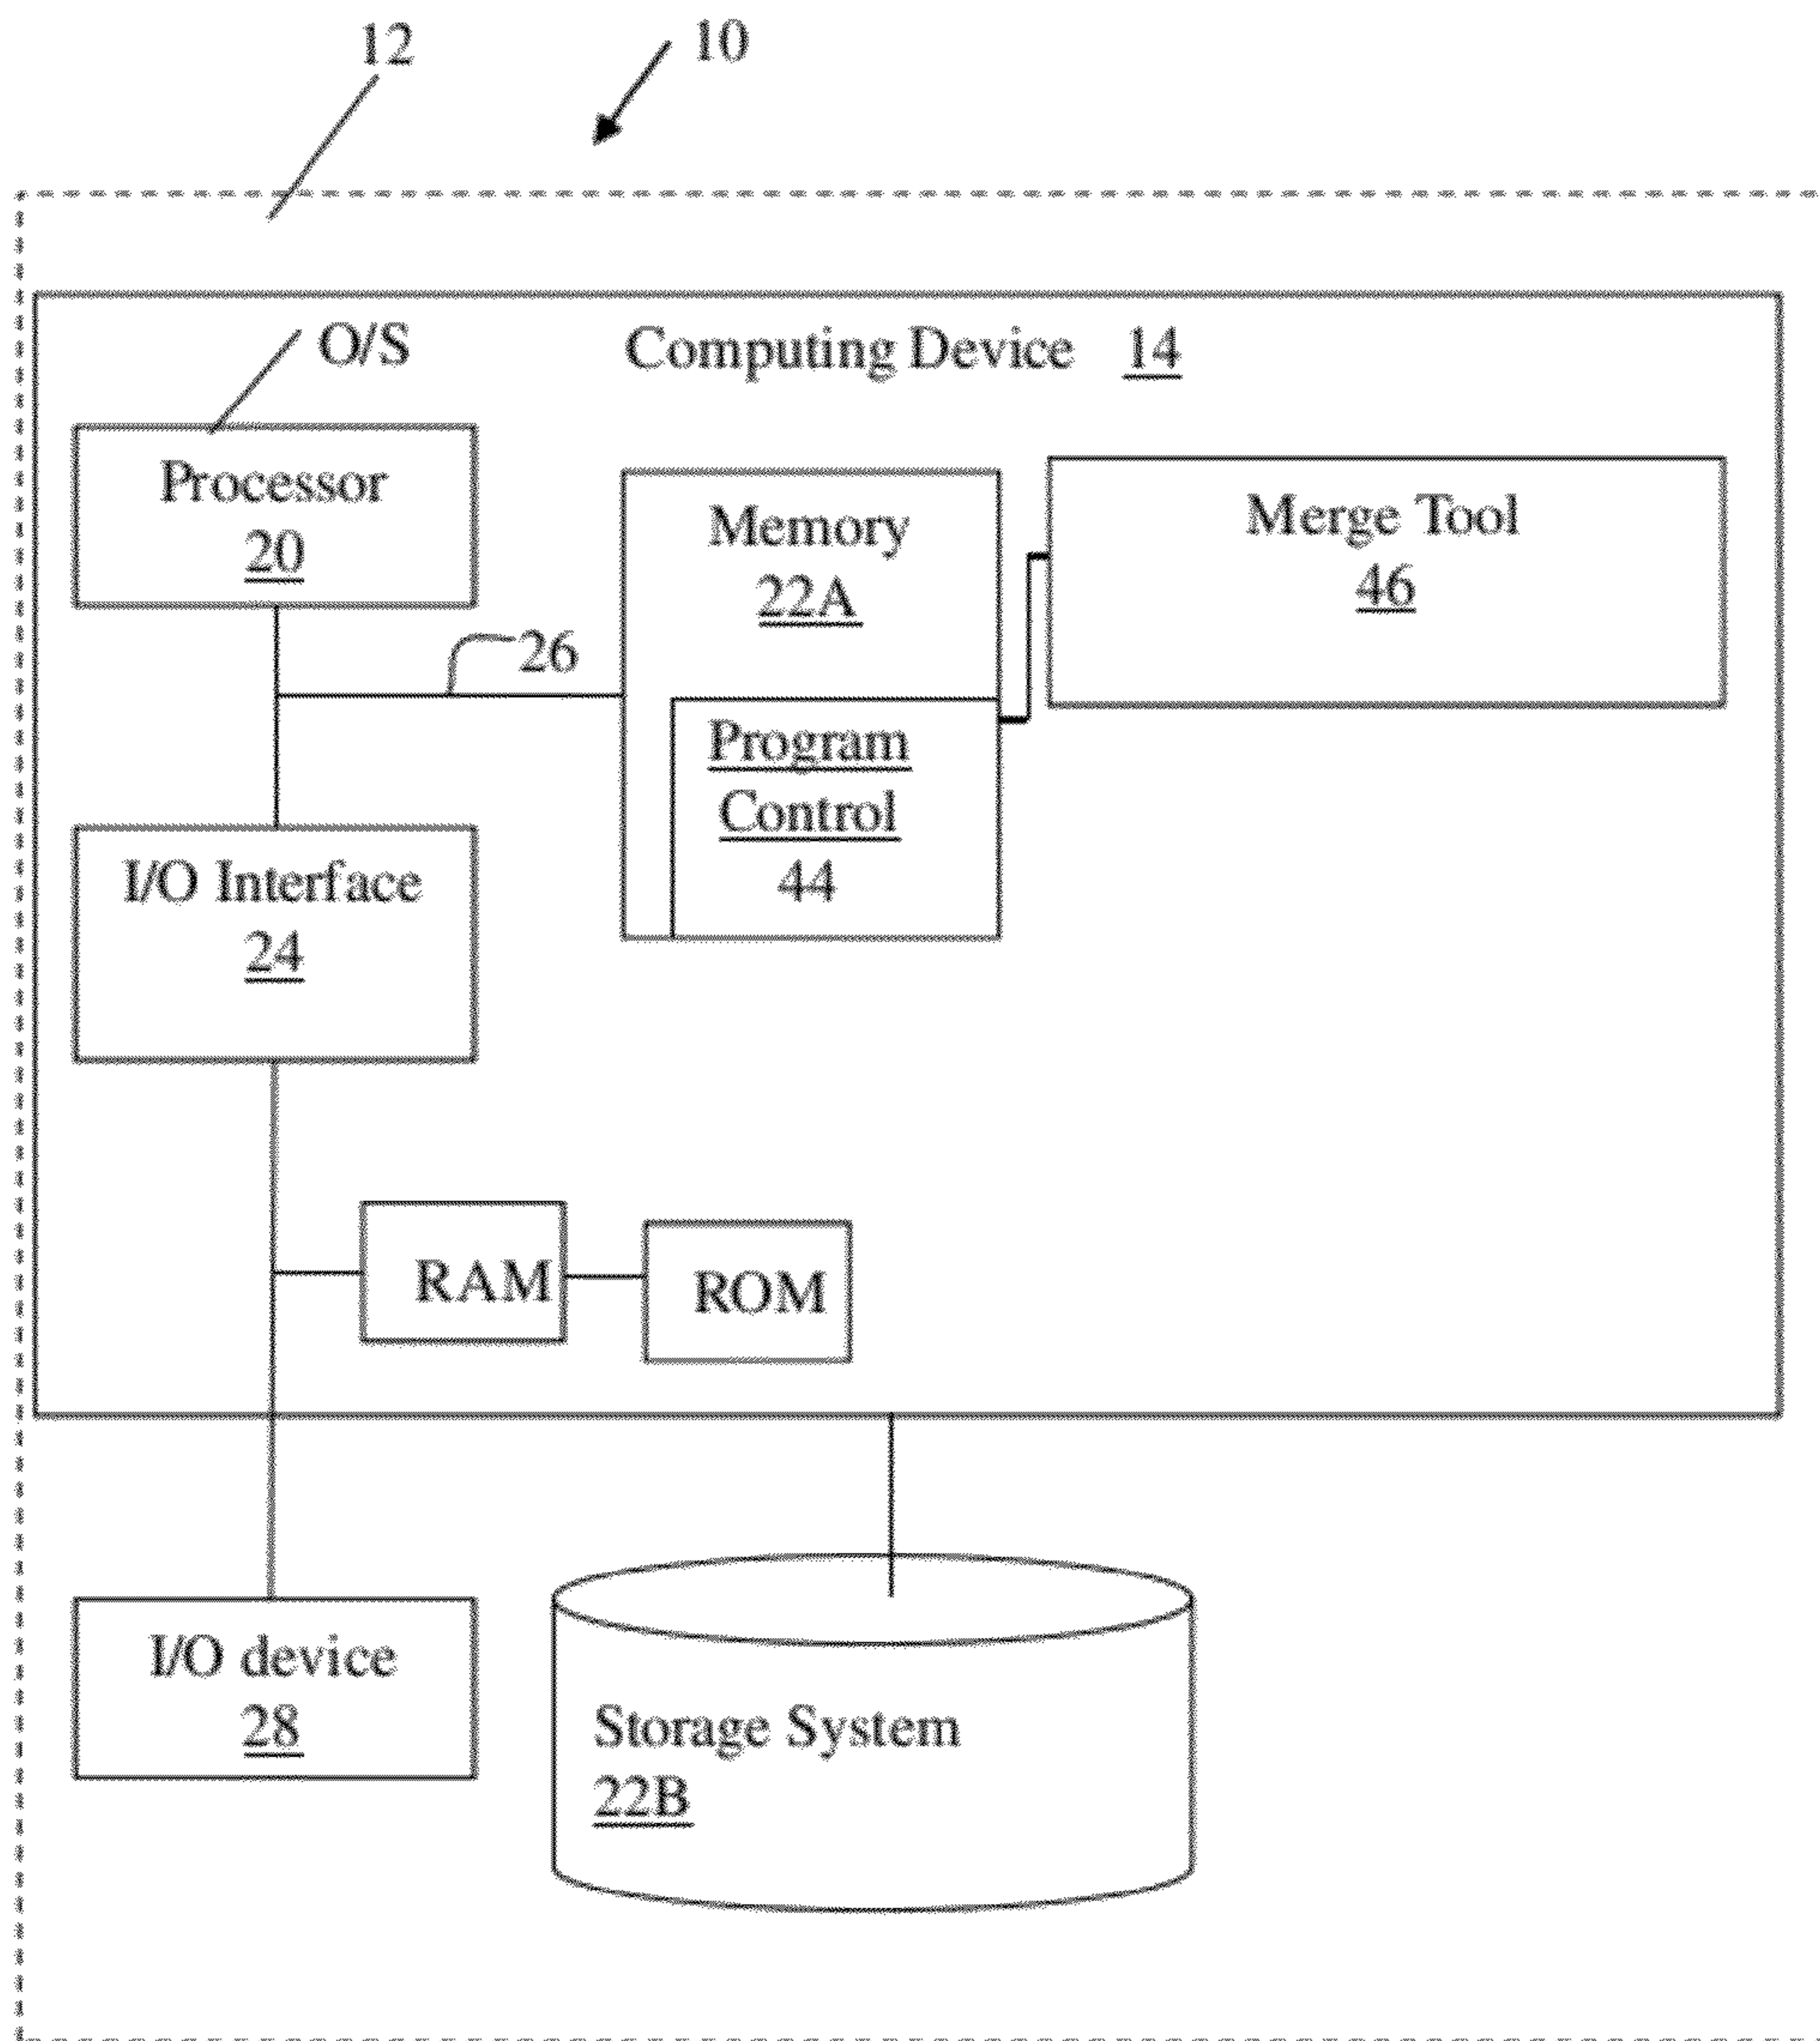 12
10
O/S
Computing Device 14
Processor
20
Memory
22A
Merge Tool
46
26
Program
Control
44
I/O Interface
24
RAM
ROM
I/O device
28
Storage System
22B